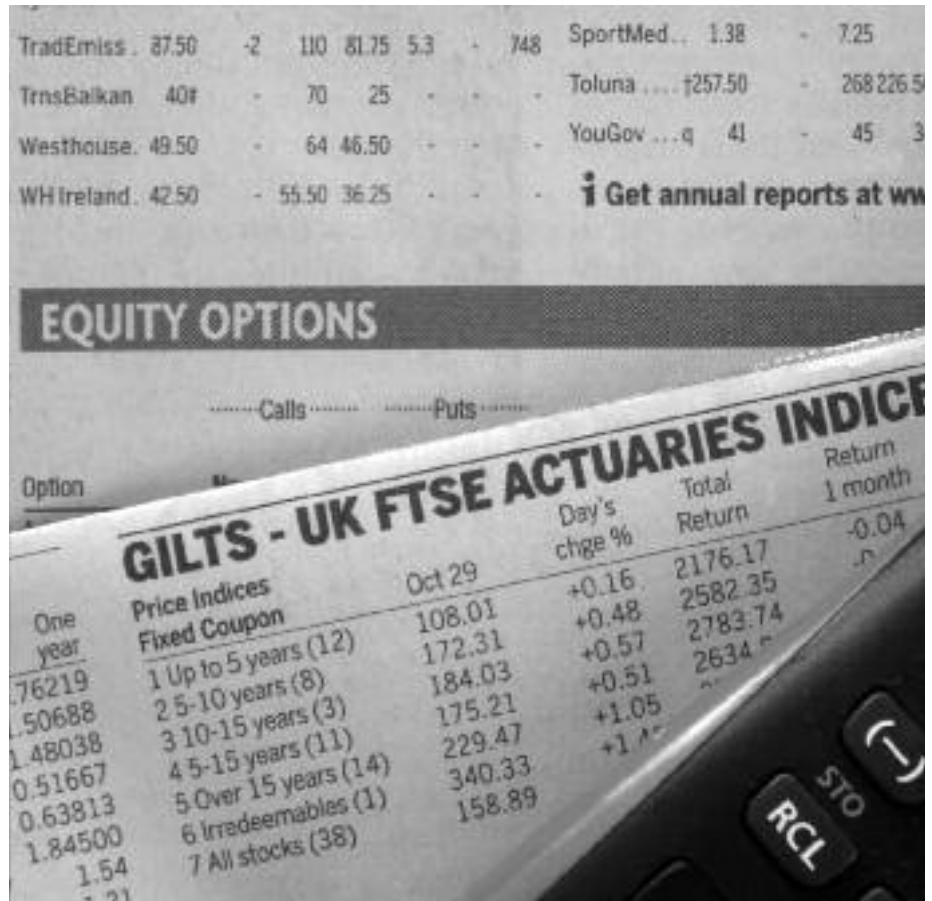 TradEmiss . 87.50 -2 110 81.75 5.3 - 748
TrnsBalkan 40# - 70 25 - - -
Westhouse. 49.50 - 64 46.50 - - -
WH Ireland. 42.50 - 55.50 36.25 - - -
SportMed.. 1.38 - 7.25
Toluna ....†257.50 - 268 226.50
YouGov ...q 41 - 45 3
i Get annual reports at ww
EQUITY OPTIONS
Calls Puts
Option
GILTS - UK FTSE ACTUARIES INDICE
Price Indices Oct 29 Day's chge % Total Return Return 1 month
Fixed Coupon
1 Up to 5 years (12) 108.01 +0.16 2176.17 -0.04
2 5-10 years (8) 172.31 +0.48 2582.35
3 10-15 years (3) 184.03 +0.57 2783.74
4 5-15 years (11) 175.21 +0.51 2634
5 Over 15 years (14) 229.47 +1.05
6 Irredeemables (1) 340.33
7 All stocks (38) 158.89
One
year
.76219
.50688
1.48038
0.51667
0.63813
1.84500
1.54
1.21
(–)
STO
RCL